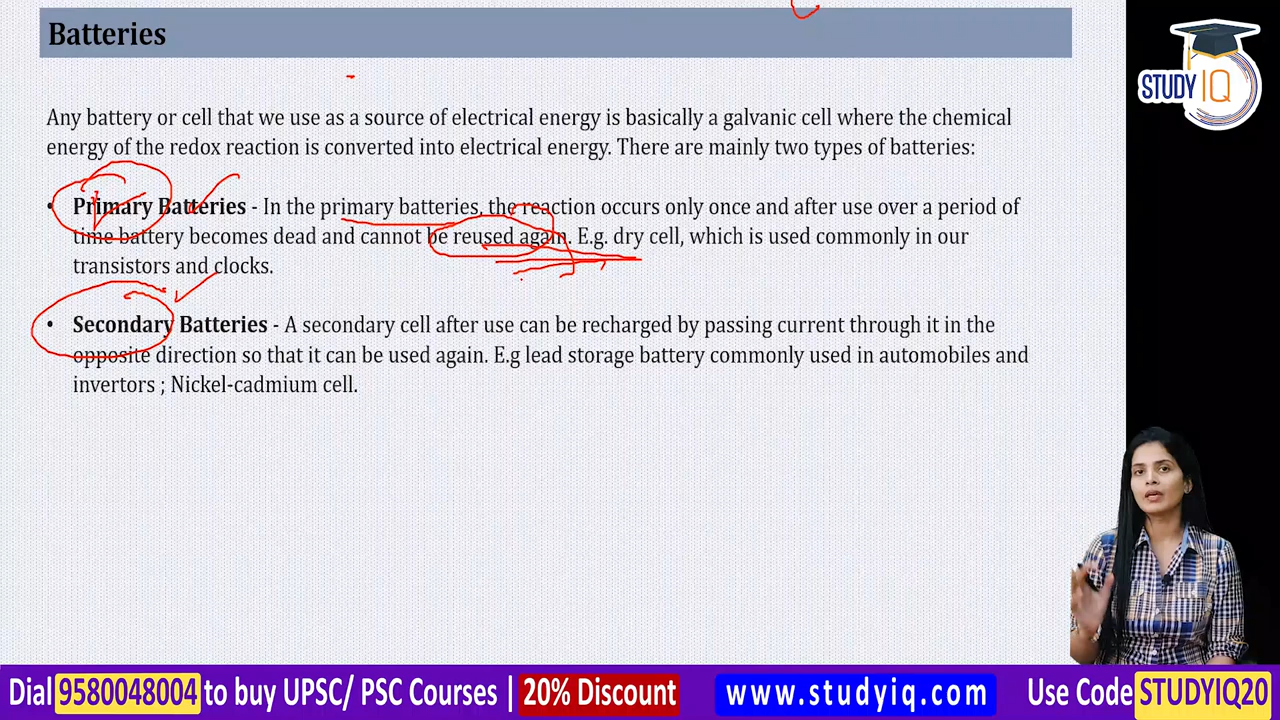 Batteries
STUDY IQ
Any battery or cell that we use as a source of electrical energy is basically a galvanic cell where the chemical
energy of the redox reaction is converted into electrical energy. There are mainly two types of batteries:
• Primary Batteries - In the primary batteries, the reaction occurs only once and after use over a period of
time battery becomes dead and cannot be reused again. E.g. dry cell, which is used commonly in our
transistors and clocks.
• Secondary Batteries - A secondary cell after use can be recharged by passing current through it in the
opposite direction so that it can be used again. E.g lead storage battery commonly used in automobiles and
invertors ; Nickel-cadmium cell.
Dial 9580048004 to buy UPSC/ PSC Courses | 20% Discount www.studyiq.com Use Code STUDYIQ20